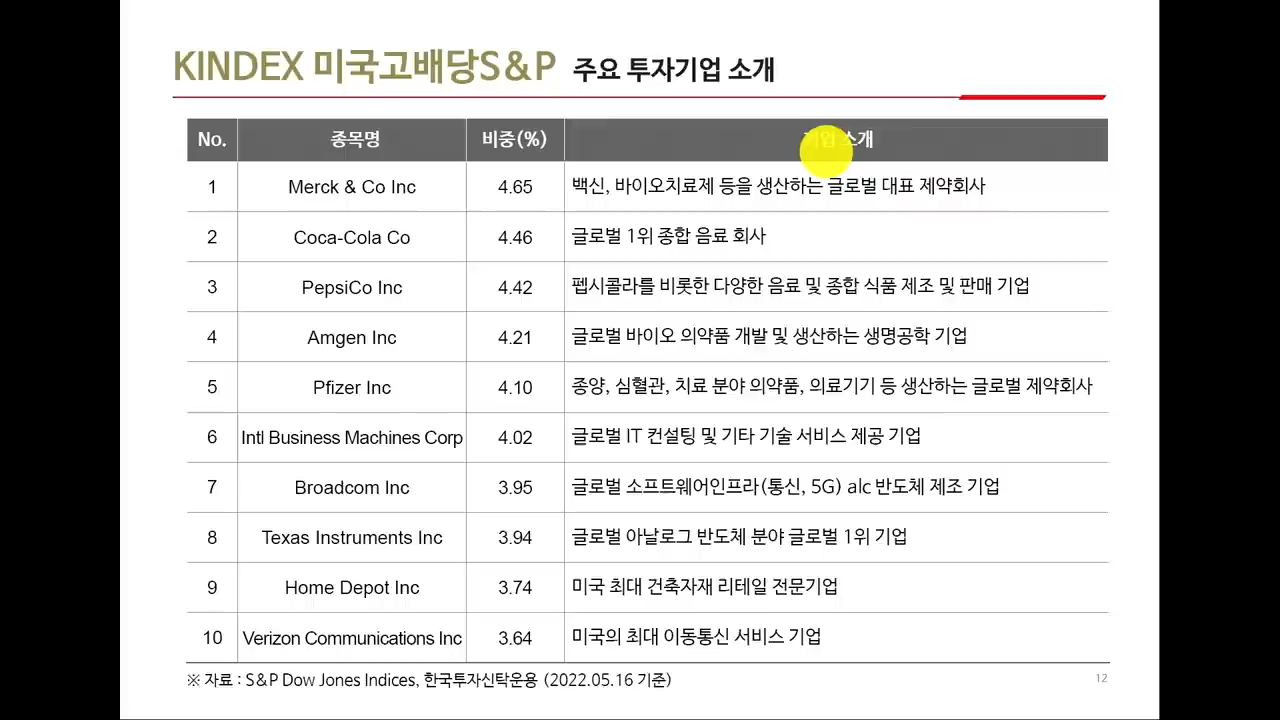 KINDEX 미국고배당S&P 주요 투자기업 소개
No. 종목명 비중(%) 기업 소개
1 Merck & Co Inc 4.65 백신, 바이오치료제 등을 생산하는 글로벌 대표 제약회사
2 Coca-Cola Co 4.46 글로벌 1위 종합 음료 회사
3 PepsiCo Inc 4.42 펩시콜라를 비롯한 다양한 음료 및 종합 식품 제조 및 판매 기업
4 Amgen Inc 4.21 글로벌 바이오 의약품 개발 및 생산하는 생명공학 기업
5 Pfizer Inc 4.10 종양, 심혈관, 치료 분야 의약품, 의료기기 등 생산하는 글로벌 제약회사
6 Intl Business Machines Corp 4.02 글로벌 IT 컨설팅 및 기타 기술 서비스 제공 기업
7 Broadcom Inc 3.95 글로벌 소프트웨어인프라(통신, 5G) alc 반도체 제조 기업
8 Texas Instruments Inc 3.94 글로벌 아날로그 반도체 분야 글로벌 1위 기업
9 Home Depot Inc 3.74 미국 최대 건축자재 리테일 전문기업
10 Verizon Communications Inc 3.64 미국의 최대 이동통신 서비스 기업
※ 자료 : S&P Dow Jones Indices, 한국투자신탁운용 (2022.05.16 기준)
12